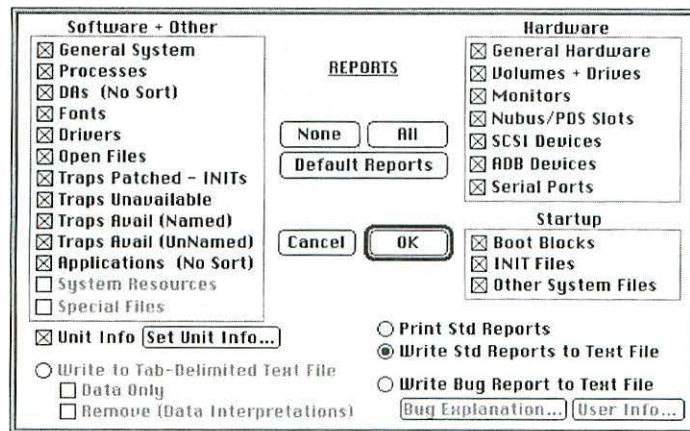 Software + Other
General System
Processes
DAs (No Sort)
Fonts
Drivers
Open Files
Traps Patched - INITs
Traps Unavailable
Traps Avail (Named)
Traps Avail (UnNamed)
Applications (No Sort)
System Resources
Special Files
Unit Info
Set Unit Info...
Write to Tab-Delimited Text File
Data Only
Remove (Data Interpretations)
REPORTS
None
All
Default Reports
Cancel
OK
Hardware
General Hardware
Volumes + Drives
Monitors
Nubus/PDS Slots
SCSI Devices
ADB Devices
Serial Ports
Startup
Boot Blocks
INIT Files
Other System Files
Print Std Reports
Write Std Reports to Text File
Write Bug Report to Text File
Bug Explanation...
User Info...